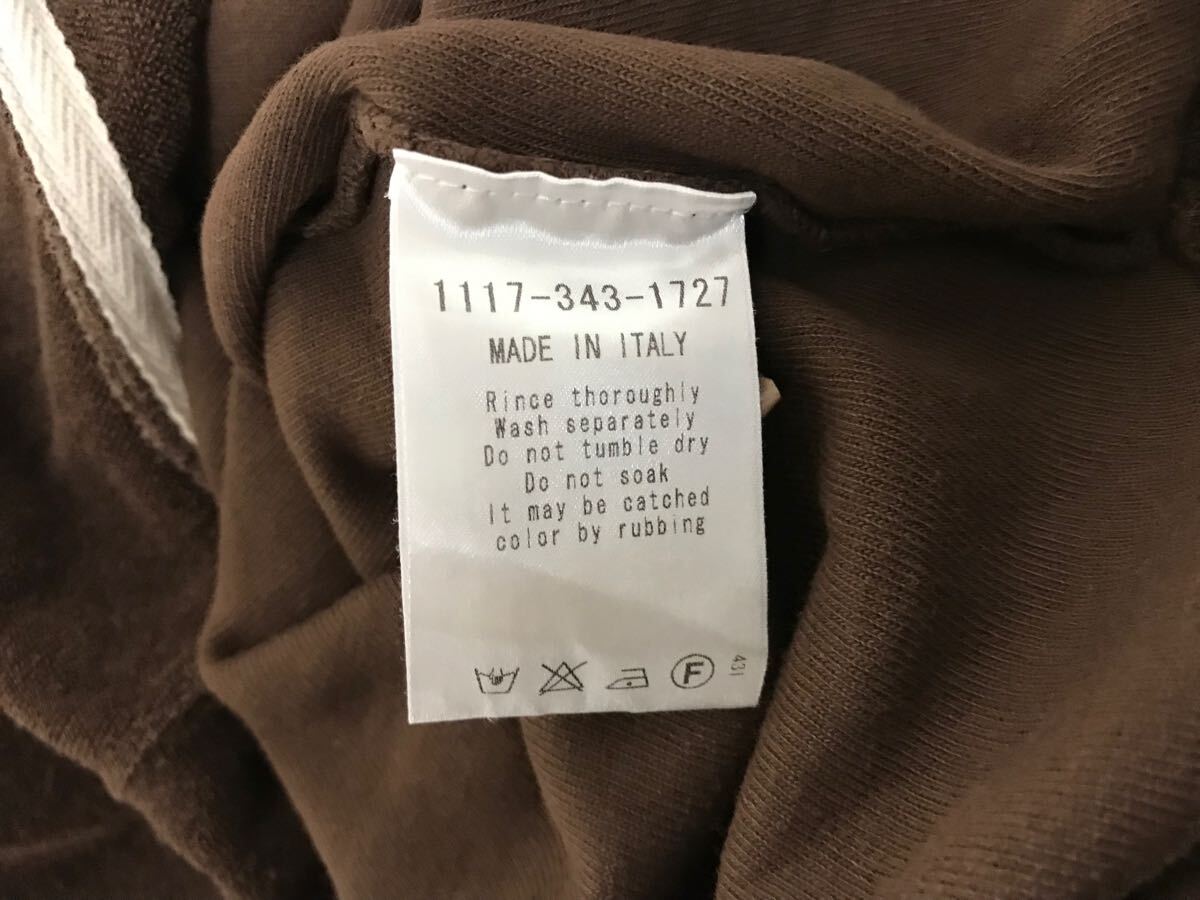 1117-343-1727
MADE IN ITALY
Rince thoroughly
Wash separately
Do not tumble dry
Do not soak
It may be catched
color by rubbing
F
431